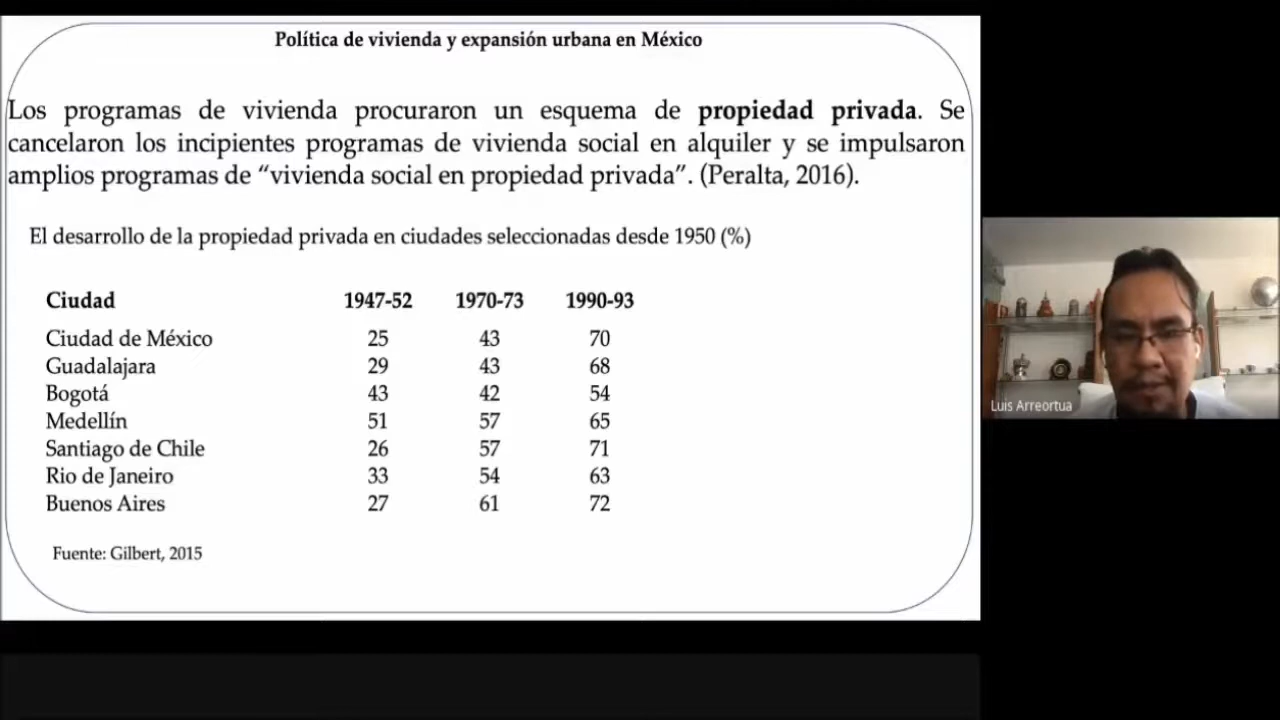 Política de vivienda y expansión urbana en México
Los programas de vivienda procuraron un esquema de propiedad privada. Se
cancelaron los incipientes programas de vivienda social en alquiler y se impulsaron
amplios programas de “vivienda social en propiedad privada”. (Peralta, 2016).
El desarrollo de la propiedad privada en ciudades seleccionadas desde 1950 (%)
Ciudad 1947-52 1970-73 1990-93
Ciudad de México 25 43 70
Guadalajara 29 43 68
Bogotá 43 42 54
Medellín 51 57 65
Santiago de Chile 26 57 71
Rio de Janeiro 33 54 63
Buenos Aires 27 61 72
Fuente: Gilbert, 2015
Luis Arreortua